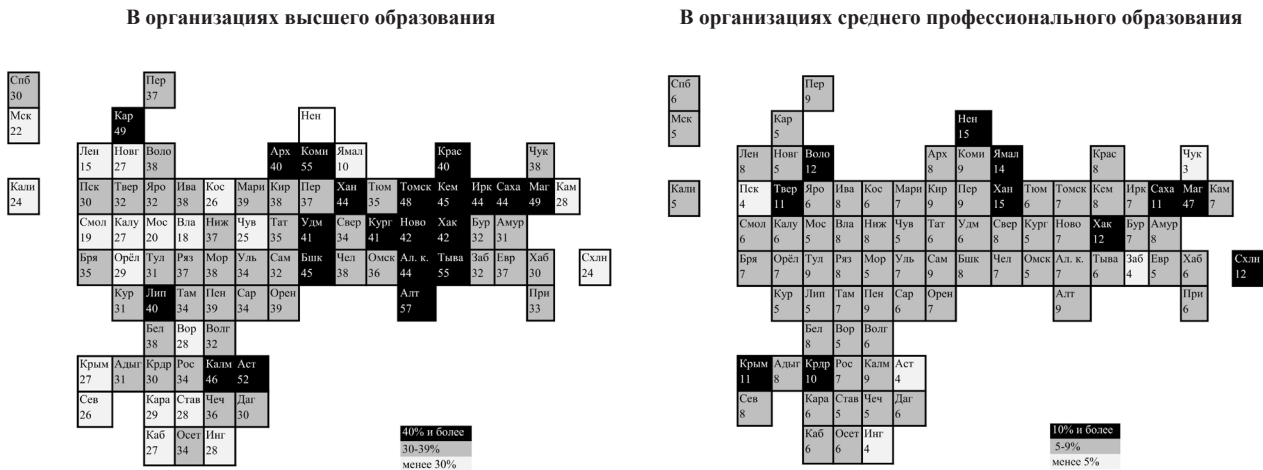 В организациях высшего образования
Спб Пер
30 37
Мск Кар Нен
22 49
Лен Новг Воло Арх Коми Ямал Крас Чук
15 27 38 40 55 10 40 38
Кали Пск Твер Яро Ива Кос Мари Кир Пер Хан Тюм Томск Кем Ирк Саха Маг Кам
24 30 32 32 38 26 39 38 37 44 35 48 45 44 44 49 28
Смол Калу Мос Вла Ниж Чув Тат Удм Свер Кург Ново Хак Бур Амур
19 27 20 18 37 25 35 41 34 41 42 42 32 31
Бря Орёл Тул Ряз Мор Уль Сам Бшк Чел Омск Ал. к. Тыва Заб Евр Хаб Схлн
35 29 31 37 38 34 32 45 38 36 44 55 32 37 30 24
Кур Лип Там Пен Сар Орен Алт При
31 40 34 39 34 39 57 33
Бел Вор Волг
38 28 32
Крым Адыг Крдр Рос Калм Аст
27 31 30 34 46 52
Сев Кара Став Чеч Даг
26 29 28 36 30
Каб Осет Инг
27 34 28
40% и более
30-39%
менее 30%
В организациях среднего профессионального образования
Спб Пер
6 9
Мск Кар Нен
5 5 15
Лен Новг Воло Арх Коми Ямал Крас Чук
8 5 12 8 9 14 8 3
Кали Пск Твер Яро Ива Кос Мари Кир Пер Хан Тюм Томск Кем Ирк Саха Маг Кам
5 4 11 6 8 6 7 9 9 15 6 7 8 7 11 47 7
Смол Калу Мос Вла Ниж Чув Тат Удм Свер Кург Ново Хак Бур Амур
6 6 5 8 8 5 6 6 8 5 7 12 7 8
Бря Орёл Тул Ряз Мор Уль Сам Бшк Чел Омск Ал. к. Тыва Заб Евр Хаб Схлн
7 7 9 8 5 7 9 8 7 5 7 6 4 5 6 12
Кур Лип Там Пен Сар Орен Алт При
5 5 7 9 6 7 9 6
Бел Вор Волг
8 5 6
Крым Адыг Крдр Рос Калм Аст
11 8 10 7 9 4
Сев Кара Став Чеч Даг
8 6 5 5 6
Каб Осет Инг
6 6 4
10% и более
5-9%
менее 5%